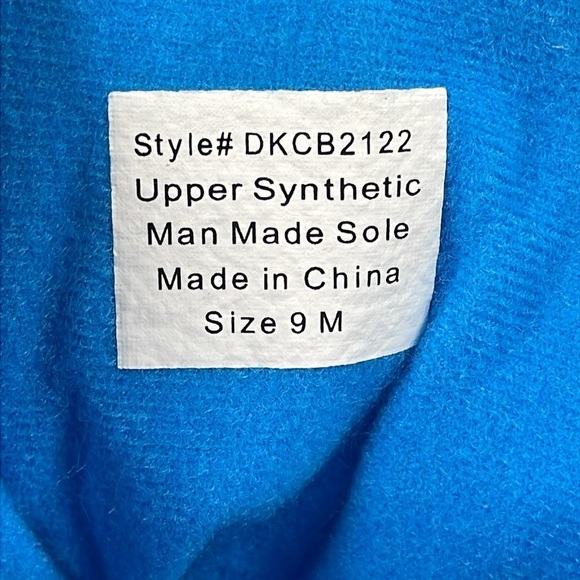 Style# DKCB2122
Upper Synthetic
Man Made Sole
Made in China
Size 9 M